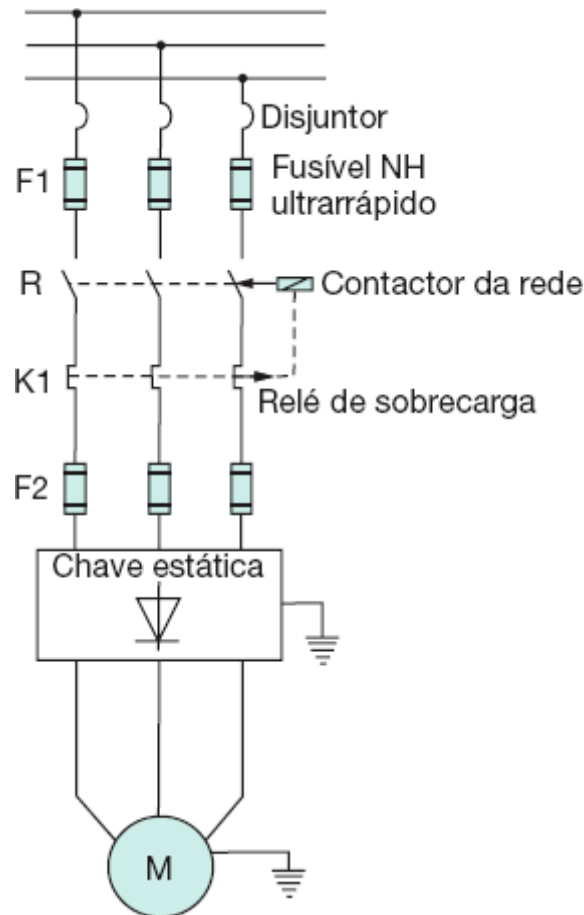 Disjuntor
F1
Fusível NH
ultrarrápido
R
Contactor da rede
K1
Relé de sobrecarga
F2
Chave estática
M